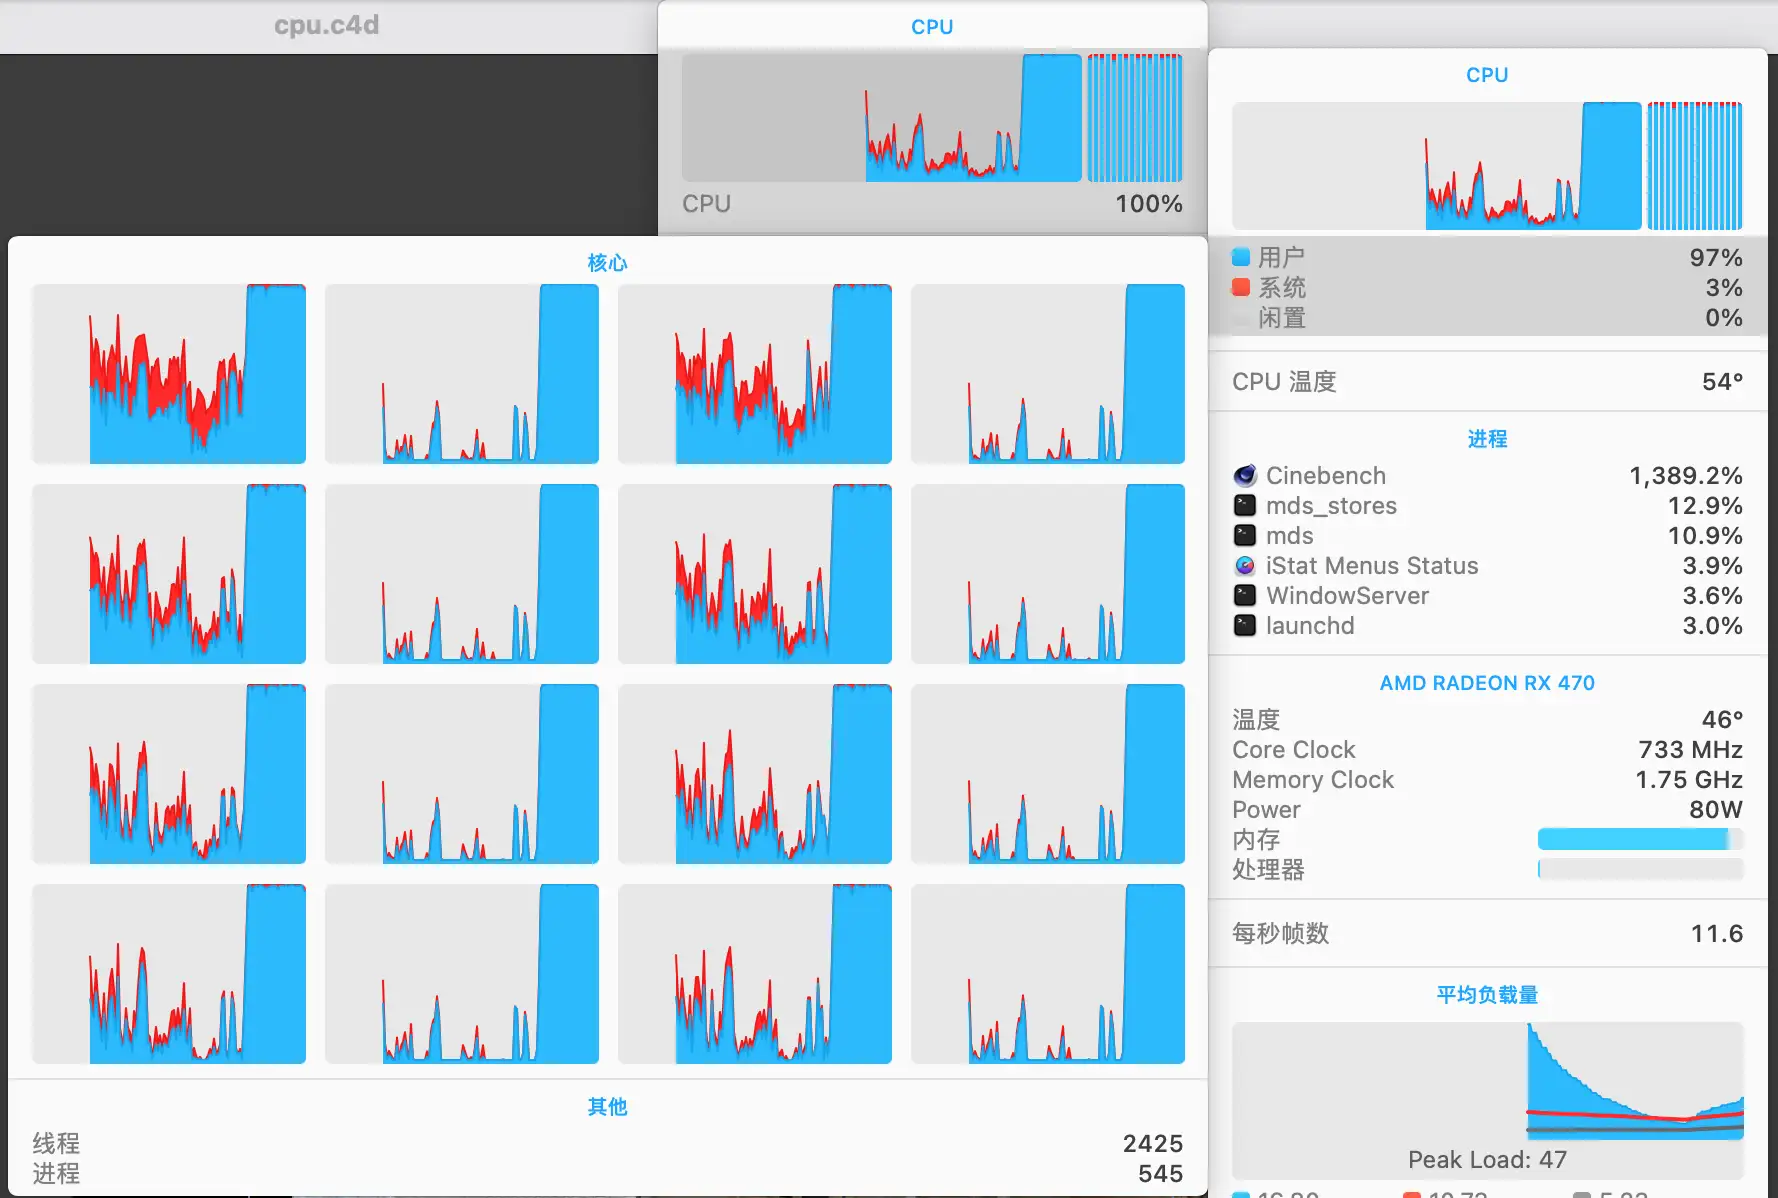 cpu.c4d
CPU
CPU 100%
核心
其他
线程 2425
进程 545
CPU
用户 97%
系统 3%
闲置 0%
CPU 温度 54°
进程
Cinebench 1,389.2%
mds_stores 12.9%
mds 10.9%
iStat Menus Status 3.9%
WindowServer 3.6%
launchd 3.0%
AMD RADEON RX 470
温度 46°
Core Clock 733 MHz
Memory Clock 1.75 GHz
Power 80W
内存
处理器
每秒帧数 11.6
平均负载量
Peak Load: 47